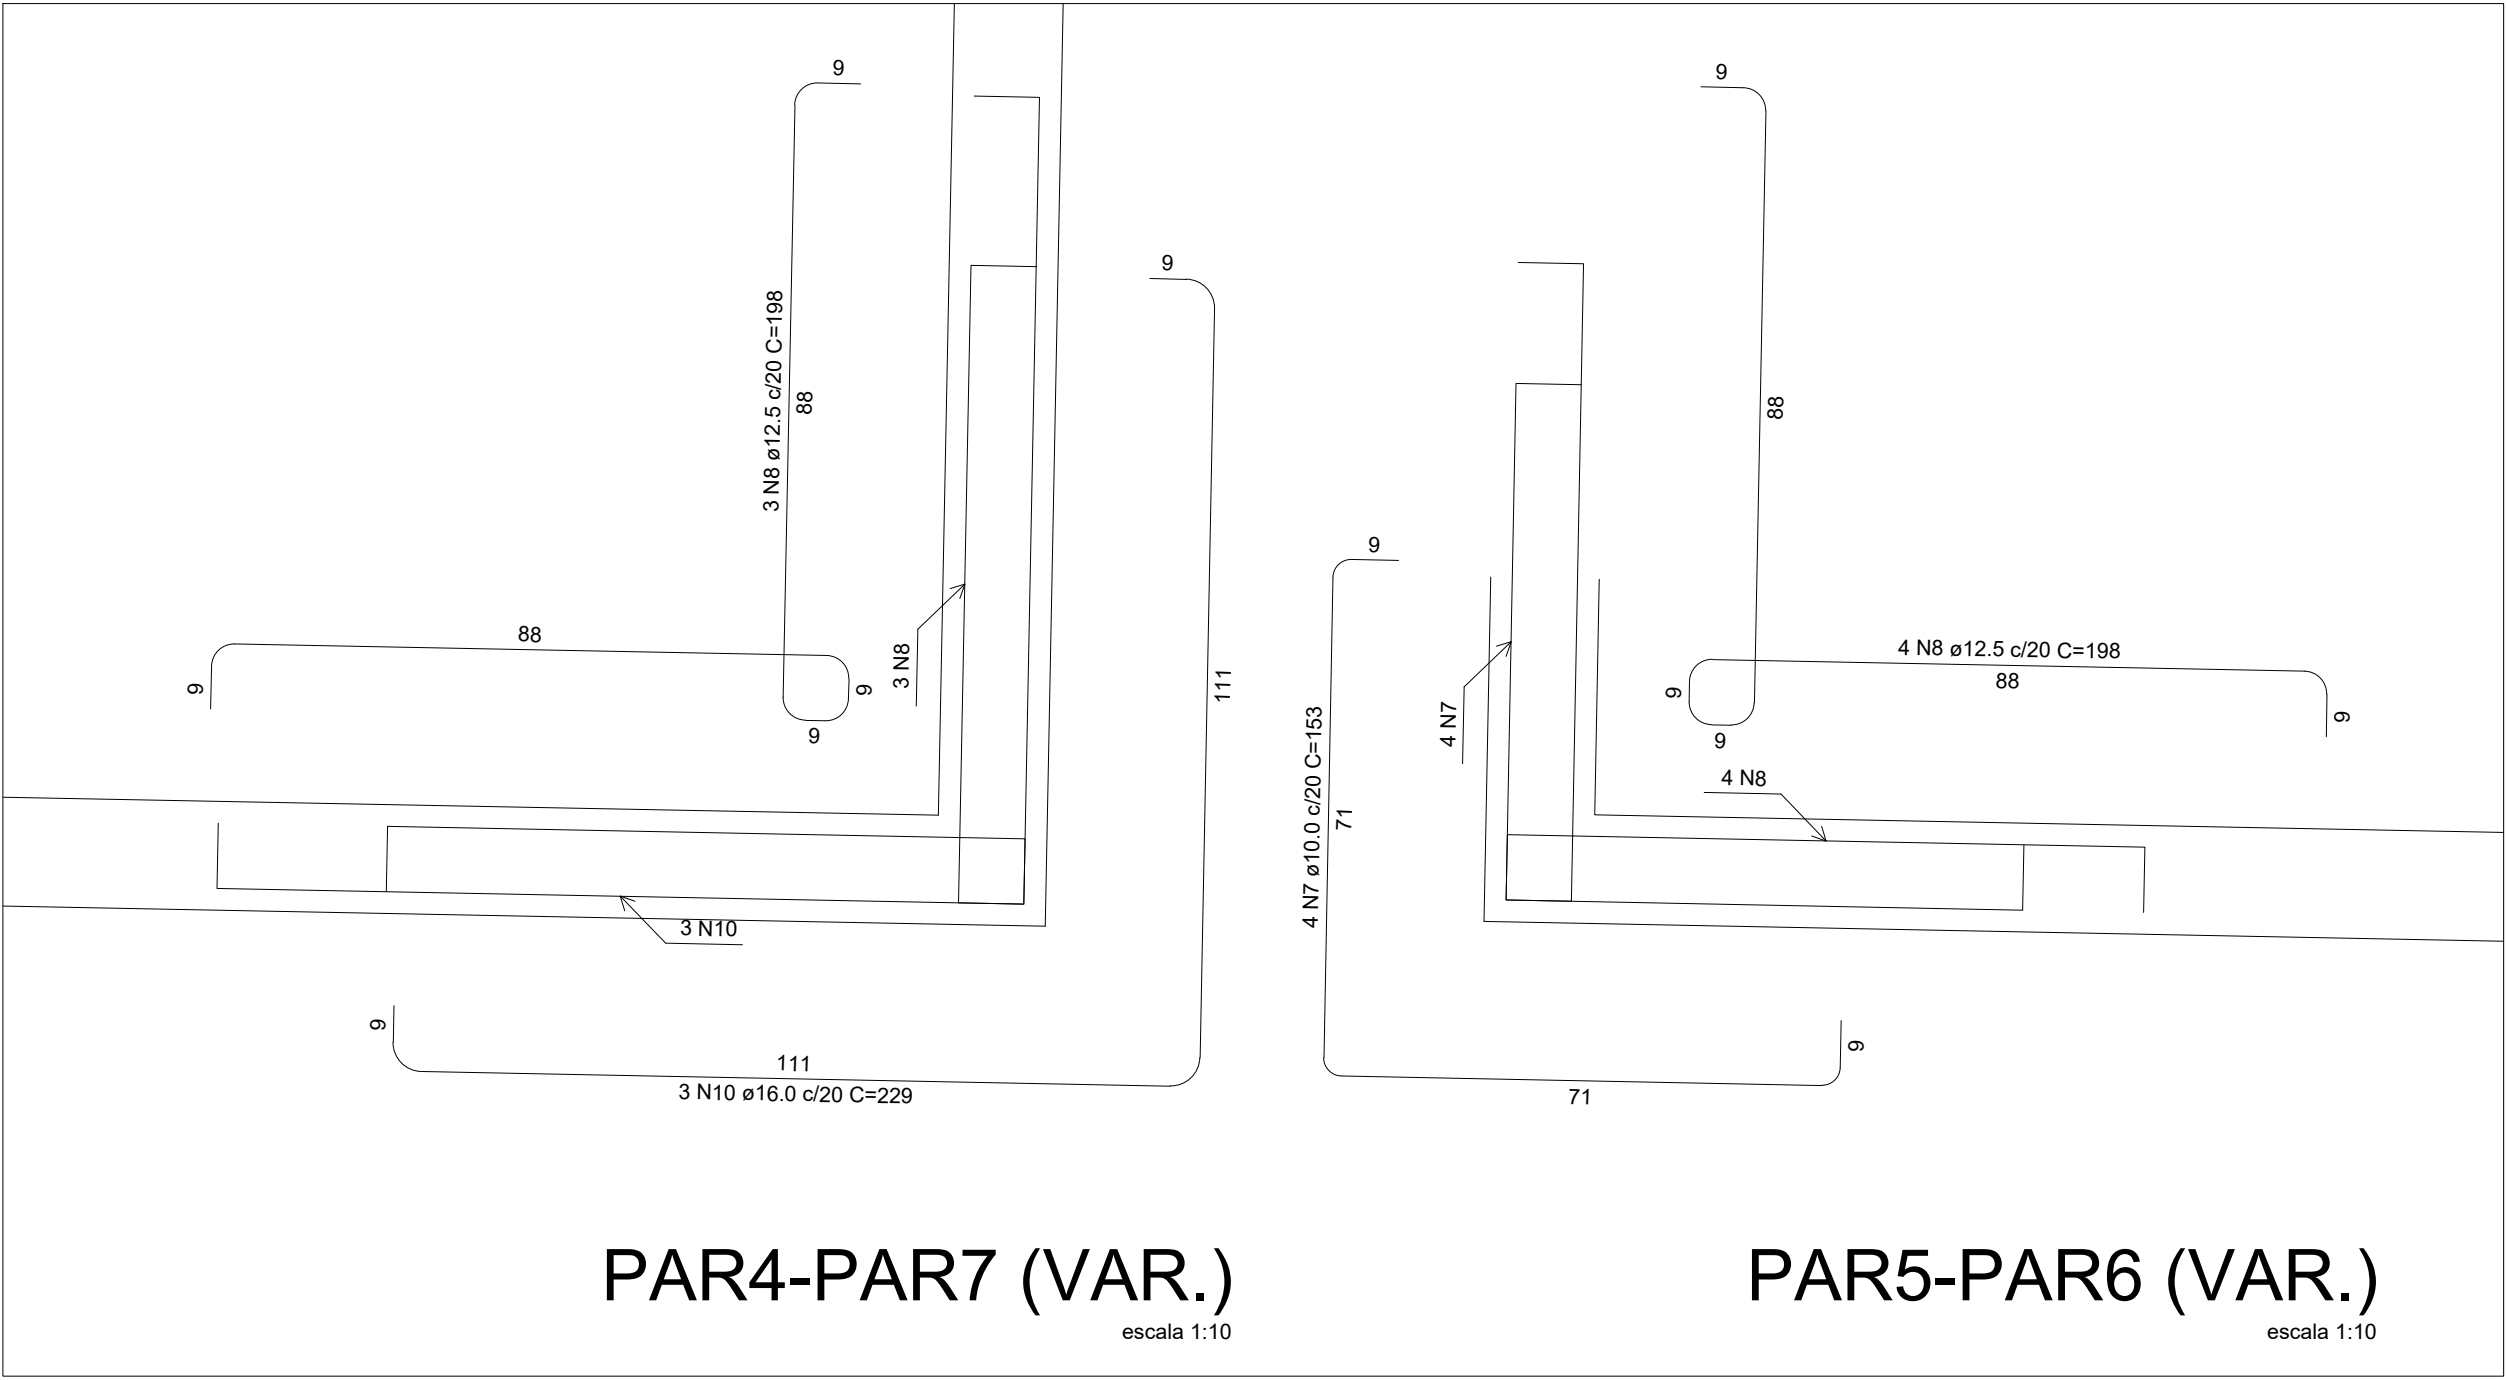 9
3 N8 ø12.5 c/20 C=198
88
88
9
9
9
3 N8
9
111
3 N10
9
111
3 N10 ø16.0 c/20 C=229
9
88
9
4 N7 ø10.0 c/20 C=153
71
4 N7
4 N8 ø12.5 c/20 C=198
88
9
9
9
4 N8
9
71
PAR4-PAR7 (VAR.)
escala 1:10
PAR5-PAR6 (VAR.)
escala 1:10